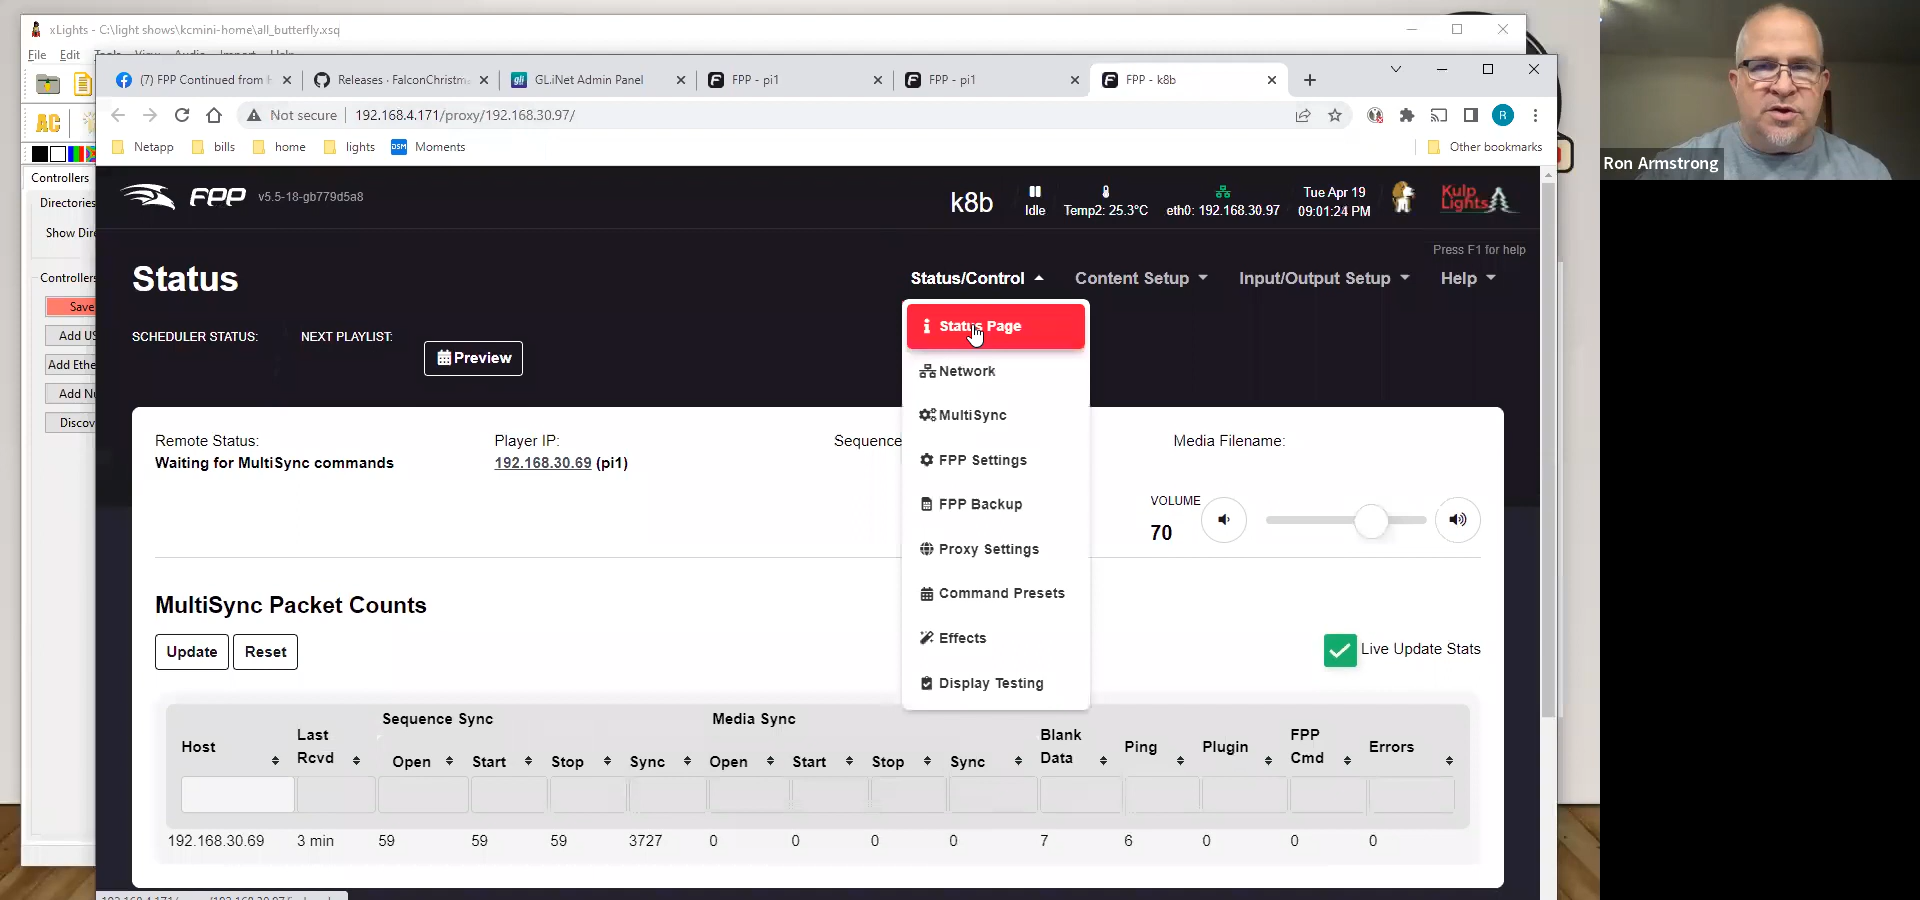 xLights - C:\light shows\kcmini-home\all_butterfly.xsq
File Edit Tools View Audio Import Help
(7) FPP Continued from H
Releases · FalconChristm
GL.iNet Admin Panel
FPP - pi1
FPP - pi1
FPP - k8b
Not secure 192.168.4.171/proxy/192.168.30.97/
R
Netapp bills home lights Moments Other bookmarks
AC
Controllers
Directories
Show Dire
Controllers
Save
Add US
Add Ethe
Add Nu
Discov
FPP v5.5-18-gb779d5a8
k8b
Idle
Temp2: 25.3°C
eth0: 192.168.30.97
Tue Apr 19
09:01:24 PM
Kulp
Lights
Press F1 for help
Status
Status/Control Content Setup Input/Output Setup Help
Status Page
Network
MultiSync
FPP Settings
FPP Backup
Proxy Settings
Command Presets
Effects
Display Testing
SCHEDULER STATUS: NEXT PLAYLIST:
Preview
Remote Status: Player IP: Sequence Media Filename:
Waiting for MultiSync commands 192.168.30.69 (pi1)
VOLUME
70
MultiSync Packet Counts
Update Reset
Live Update Stats
Sequence Sync Media Sync
Host Last Rcvd Open Start Stop Sync Open Start Stop Sync Blank Data Ping Plugin FPP Cmd Errors
192.168.30.69 3 min 59 59 59 3727 0 0 0 0 7 6 0 0 0
Ron Armstrong